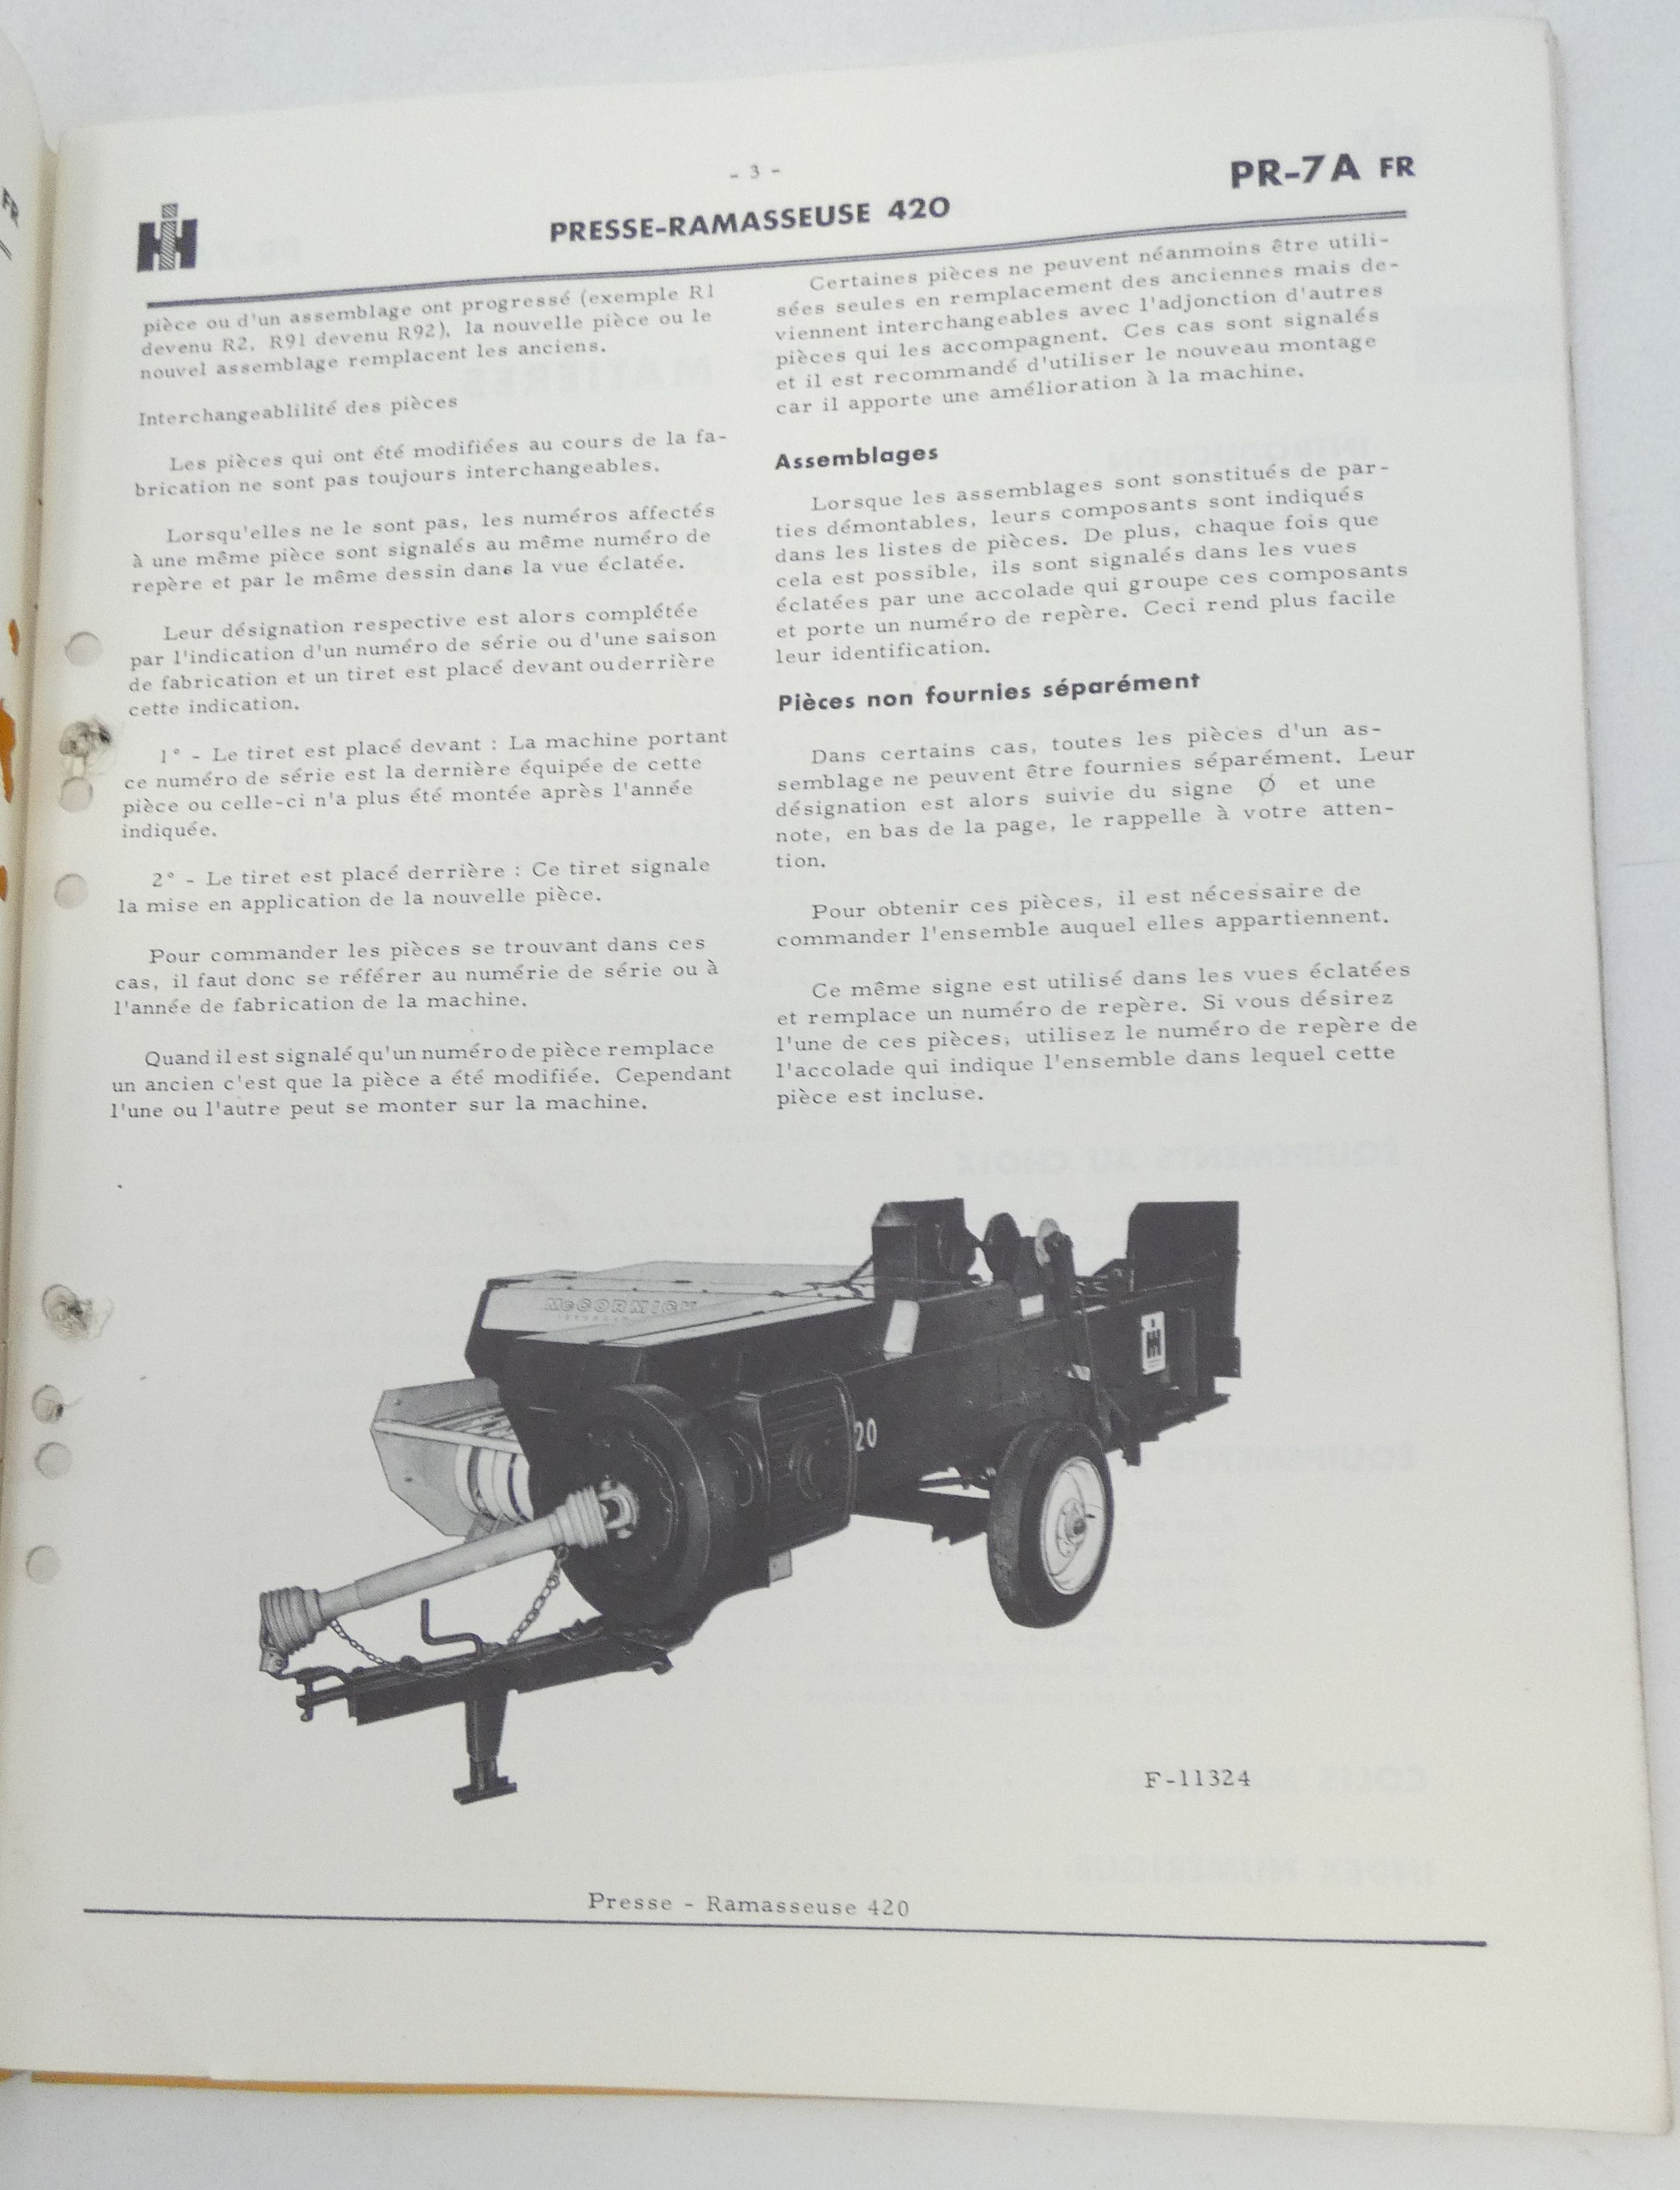 - 3 -
PR-7A FR
PRESSE-RAMASSEUSE 420
pièce ou d'un assemblage ont progressé (exemple R1
devenu R2, R91 devenu R92), la nouvelle pièce ou le
nouvel assemblage remplacent les anciens.
Interchangeablilité des pièces
Les pièces qui ont été modifiées au cours de la fa-
brication ne sont pas toujours interchangeables.
Lorsqu'elles ne le sont pas, les numéros affectés
à une même pièce sont signalés au même numéro de
repère et par le même dessin dans la vue éclatée.
Leur désignation respective est alors complétée
par l'indication d'un numéro de série ou d'une saison
de fabrication et un tiret est placé devant ou derrière
cette indication.
1° - Le tiret est placé devant : La machine portant
ce numéro de série est la dernière équipée de cette
pièce ou celle-ci n'a plus été montée après l'année
indiquée.
2° - Le tiret est placé derrière : Ce tiret signale
la mise en application de la nouvelle pièce.
Pour commander les pièces se trouvant dans ces
cas, il faut donc se référer au numérie de série ou à
l'année de fabrication de la machine.
Quand il est signalé qu'un numéro de pièce remplace
un ancien c'est que la pièce a été modifiée. Cependant
l'une ou l'autre peut se monter sur la machine.
Certaines pièces ne peuvent néanmoins être utili-
sées seules en remplacement des anciennes mais de-
viennent interchangeables avec l'adjonction d'autres
pièces qui les accompagnent. Ces cas sont signalés
et il est recommandé d'utiliser le nouveau montage
car il apporte une amélioration à la machine.
Assemblages
Lorsque les assemblages sont sonstitués de par-
ties démontables, leurs composants sont indiqués
dans les listes de pièces. De plus, chaque fois que
cela est possible, ils sont signalés dans les vues
éclatées par une accolade qui groupe ces composants
et porte un numéro de repère. Ceci rend plus facile
leur identification.
Pièces non fournies séparément
Dans certains cas, toutes les pièces d'un as-
semblage ne peuvent être fournies séparément. Leur
désignation est alors suivie du signe Ø et une
note, en bas de la page, le rappelle à votre atten-
tion.
Pour obtenir ces pièces, il est nécessaire de
commander l'ensemble auquel elles appartiennent.
Ce même signe est utilisé dans les vues éclatées
et remplace un numéro de repère. Si vous désirez
l'une de ces pièces, utilisez le numéro de repère de
l'accolade qui indique l'ensemble dans lequel cette
pièce est incluse.
McCORMICK
20
F-11324
Presse - Ramasseuse 420